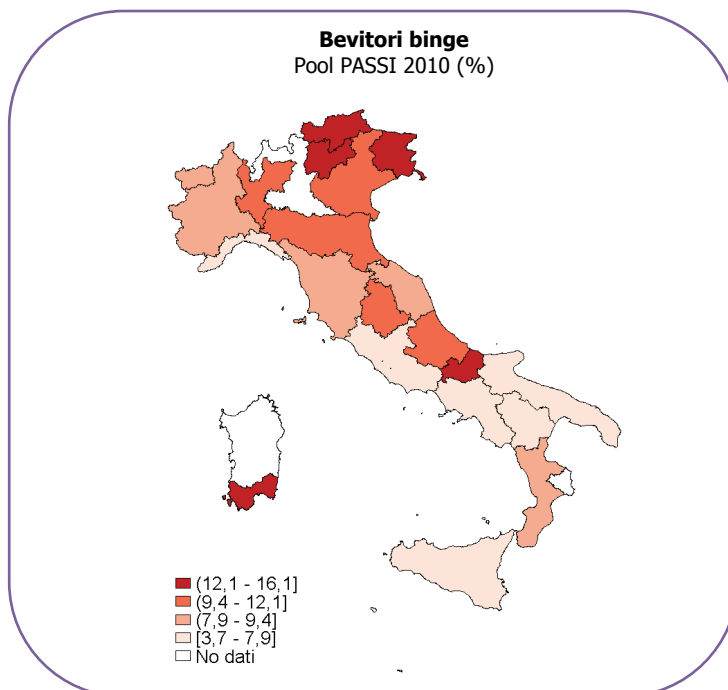 Bevitori binge
Pool PASSI 2010 (%)
(12,1 - 16,1]
(9,4 - 12,1]
(7,9 - 9,4]
[3,7 - 7,9]
No dati